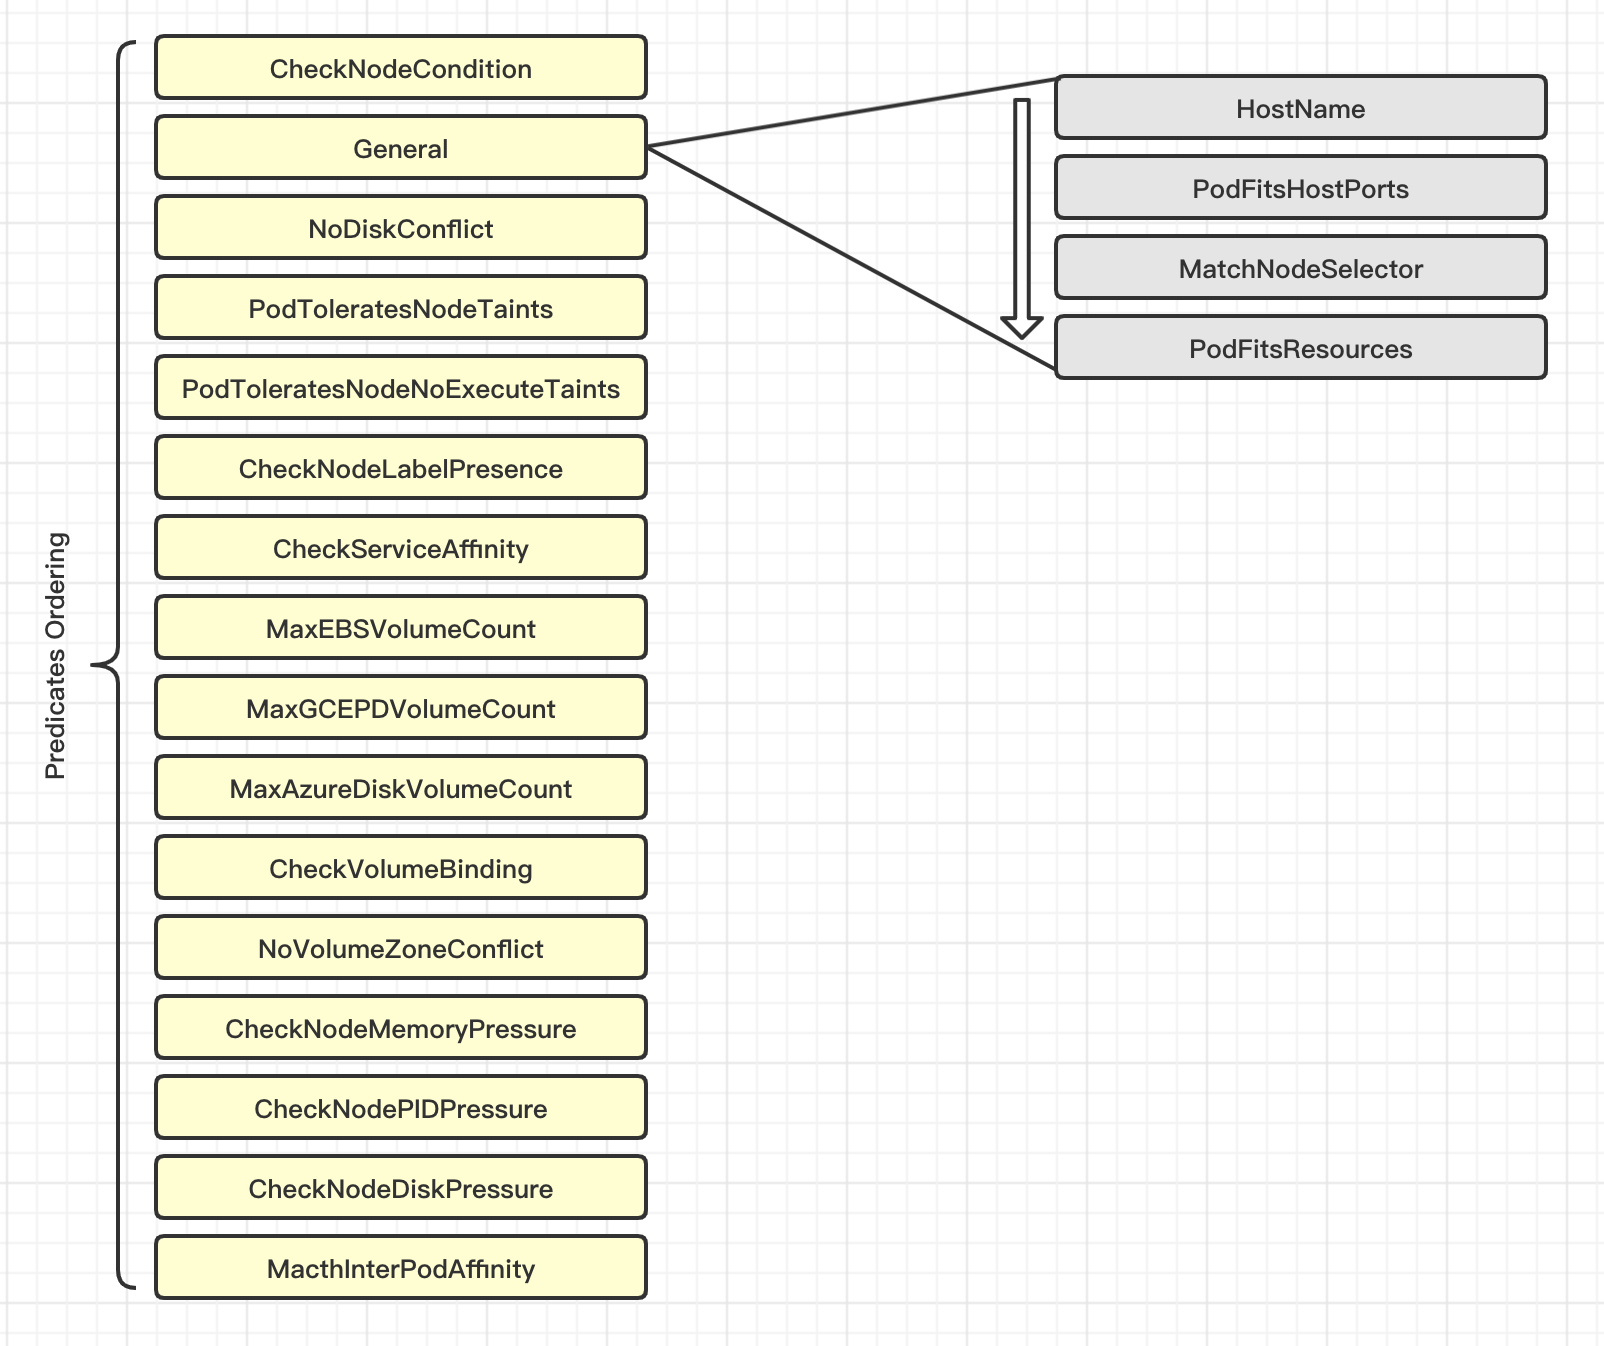 Predicates Ordering
CheckNodeCondition
General
NoDiskConflict
PodToleratesNodeTaints
PodToleratesNodeNoExecuteTaints
CheckNodeLabelPresence
CheckServiceAffinity
MaxEBSVolumeCount
MaxGCEPDVolumeCount
MaxAzureDiskVolumeCount
CheckVolumeBinding
NoVolumeZoneConflict
CheckNodeMemoryPressure
CheckNodePIDPressure
CheckNodeDiskPressure
MacthInterPodAffinity
HostName
PodFitsHostPorts
MatchNodeSelector
PodFitsResources